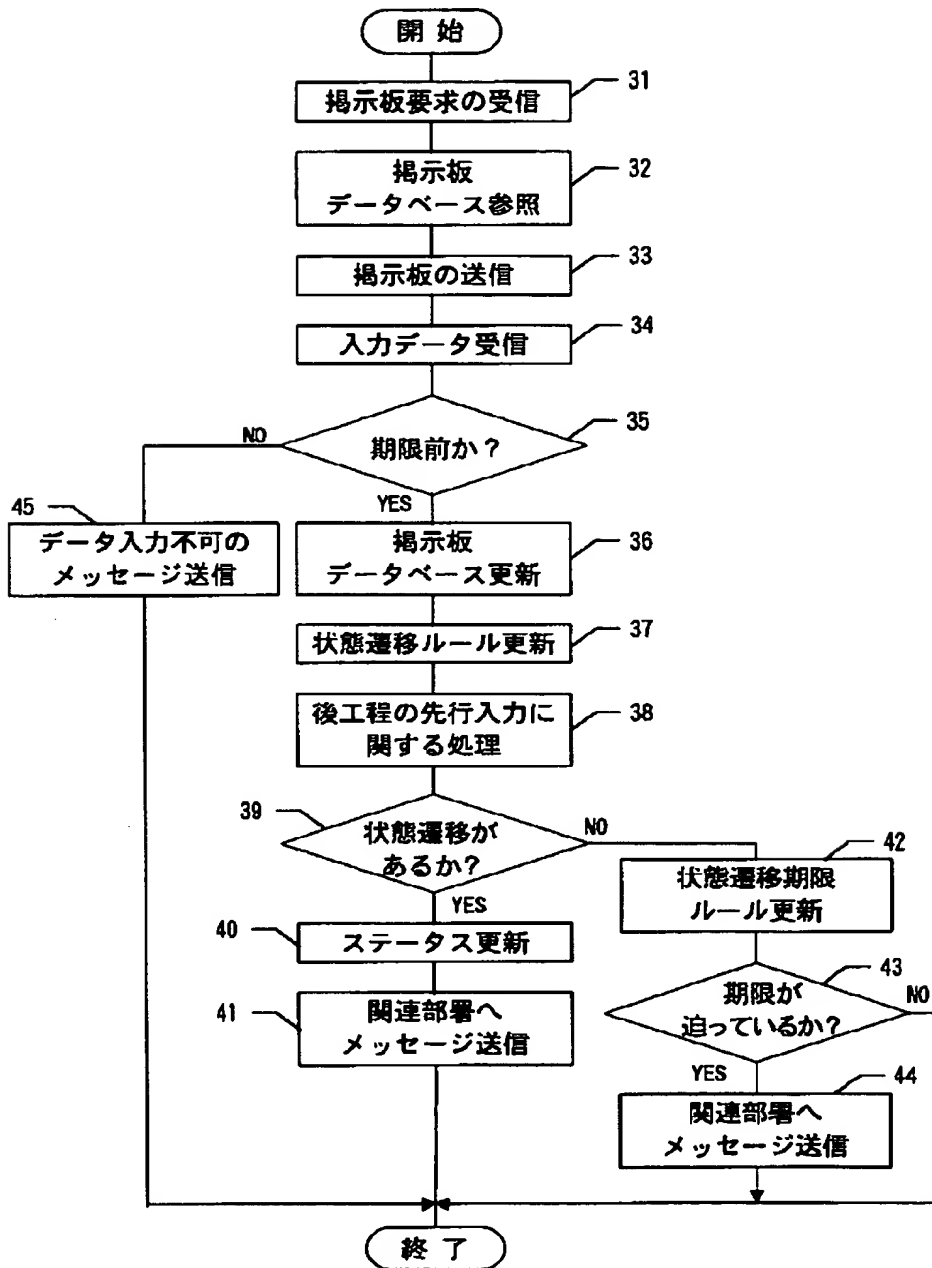 開 始
31
掲示板要求の受信
32
掲示板
データベース参照
33
掲示板の送信
34
入力データ受信
35
NO
期限前か?
YES
45
データ入力不可の
メッセージ送信
36
掲示板
データベース更新
37
状態遷移ルール更新
38
後工程の先行入力に
関する処理
39
状態遷移が
あるか?
NO
YES
42
状態遷移期限
ルール更新
40
ステータス更新
43
期限が
迫っているか?
NO
41
関連部署へ
メッセージ送信
YES
44
関連部署へ
メッセージ送信
終 了